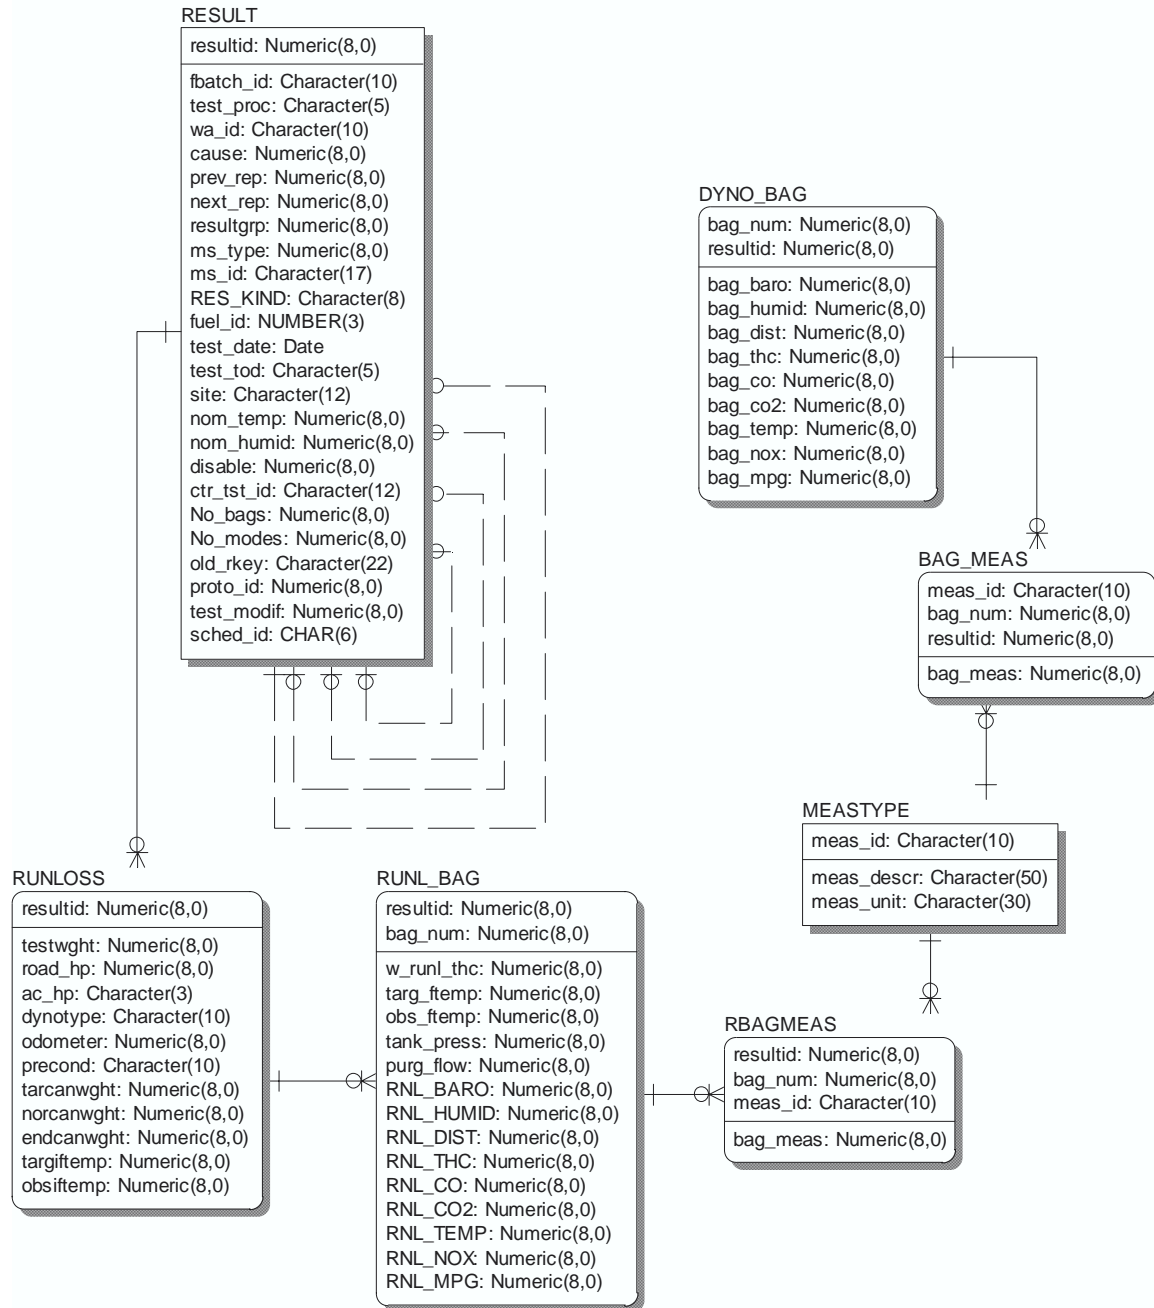 RESULT
resultid: Numeric(8,0)
fbatch_id: Character(10)
test_proc: Character(5)
wa_id: Character(10)
cause: Numeric(8,0)
prev_rep: Numeric(8,0)
next_rep: Numeric(8,0)
resultgrp: Numeric(8,0)
ms_type: Numeric(8,0)
ms_id: Character(17)
RES_KIND: Character(8)
fuel_id: NUMBER(3)
test_date: Date
test_tod: Character(5)
site: Character(12)
nom_temp: Numeric(8,0)
nom_humid: Numeric(8,0)
disable: Numeric(8,0)
ctr_tst_id: Character(12)
No_bags: Numeric(8,0)
No_modes: Numeric(8,0)
old_rkey: Character(22)
proto_id: Numeric(8,0)
test_modif: Numeric(8,0)
sched_id: CHAR(6)
DYNO_BAG
bag_num: Numeric(8,0)
resultid: Numeric(8,0)
bag_baro: Numeric(8,0)
bag_humid: Numeric(8,0)
bag_dist: Numeric(8,0)
bag_thc: Numeric(8,0)
bag_co: Numeric(8,0)
bag_co2: Numeric(8,0)
bag_temp: Numeric(8,0)
bag_nox: Numeric(8,0)
bag_mpg: Numeric(8,0)
BAG_MEAS
meas_id: Character(10)
bag_num: Numeric(8,0)
resultid: Numeric(8,0)
bag_meas: Numeric(8,0)
MEASTYPE
meas_id: Character(10)
meas_descr: Character(50)
meas_unit: Character(30)
RUNLOSS
resultid: Numeric(8,0)
testwght: Numeric(8,0)
road_hp: Numeric(8,0)
ac_hp: Character(3)
dynotype: Character(10)
odometer: Numeric(8,0)
precond: Character(10)
tarcanwght: Numeric(8,0)
norcanwght: Numeric(8,0)
endcanwght: Numeric(8,0)
targiftemp: Numeric(8,0)
obsiftemp: Numeric(8,0)
RUNL_BAG
resultid: Numeric(8,0)
bag_num: Numeric(8,0)
w_runl_thc: Numeric(8,0)
targ_ftemp: Numeric(8,0)
obs_ftemp: Numeric(8,0)
tank_press: Numeric(8,0)
purg_flow: Numeric(8,0)
RNL_BARO: Numeric(8,0)
RNL_HUMID: Numeric(8,0)
RNL_DIST: Numeric(8,0)
RNL_THC: Numeric(8,0)
RNL_CO: Numeric(8,0)
RNL_CO2: Numeric(8,0)
RNL_TEMP: Numeric(8,0)
RNL_NOX: Numeric(8,0)
RNL_MPG: Numeric(8,0)
RBAGMEAS
resultid: Numeric(8,0)
bag_num: Numeric(8,0)
meas_id: Character(10)
bag_meas: Numeric(8,0)